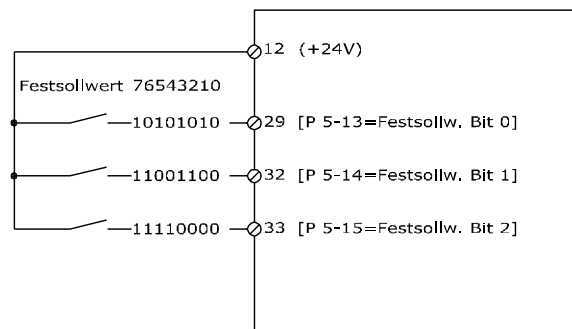 12 (+24V)
Festsollwert 76543210
10101010 29 [P 5-13=Festsollw. Bit 0]
11001100 32 [P 5-14=Festsollw. Bit 1]
11110000 33 [P 5-15=Festsollw. Bit 2]